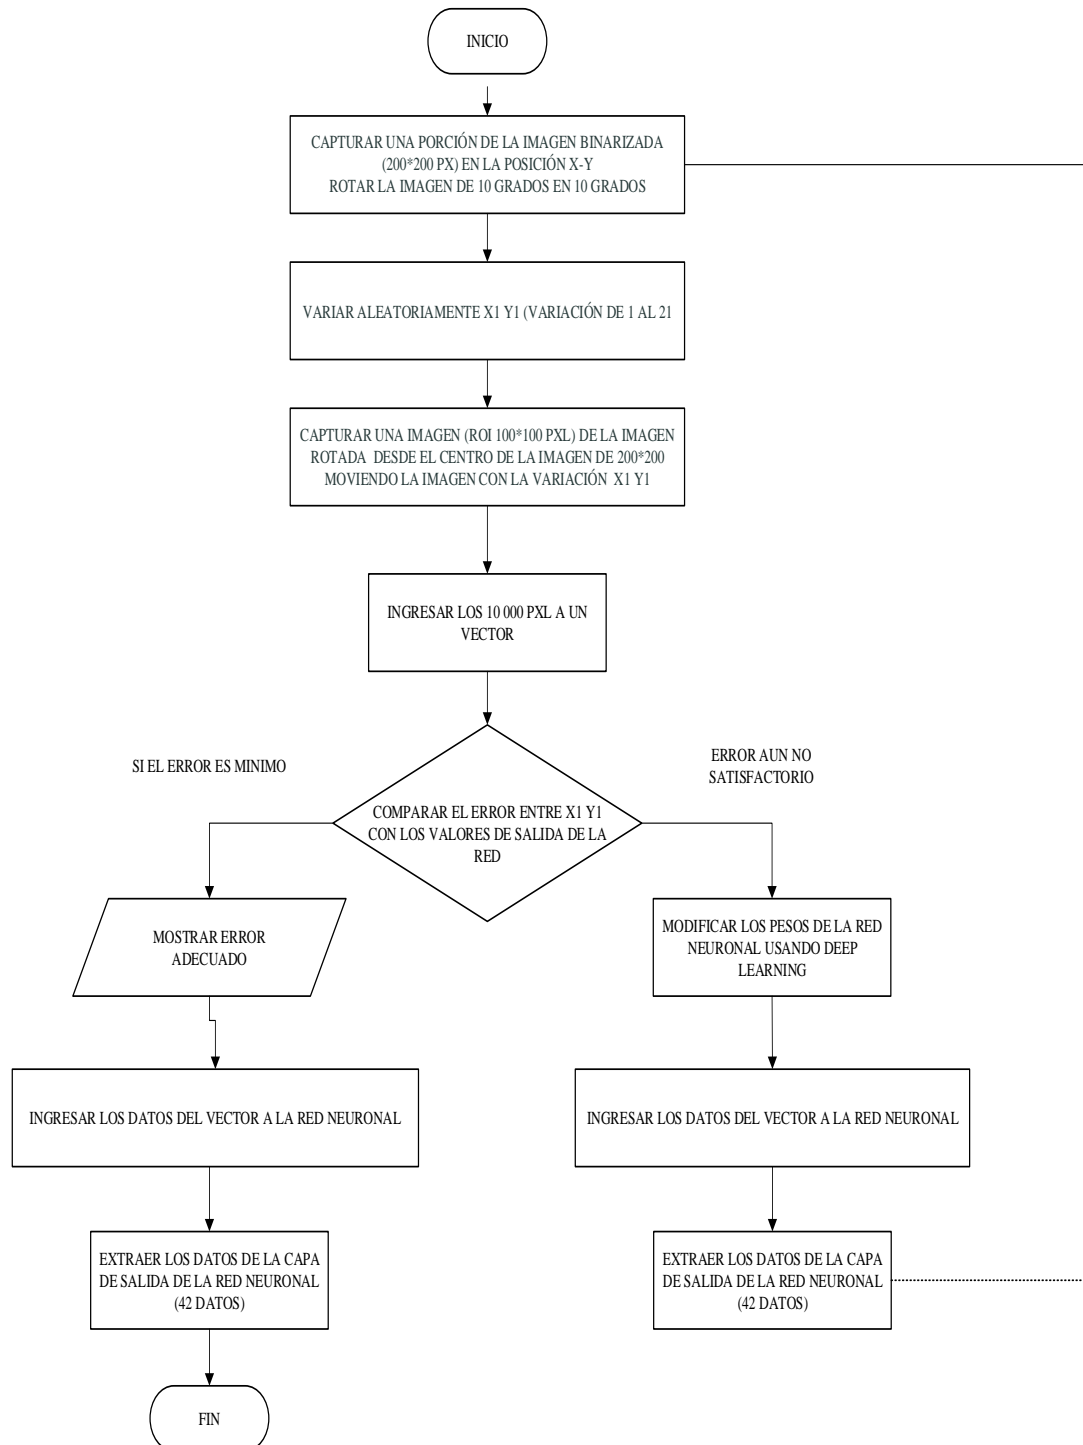 INICIO
CAPTURAR UNA PORCIÓN DE LA IMAGEN BINARIZADA
(200*200 PX) EN LA POSICIÓN X-Y
ROTAR LA IMAGEN DE 10 GRADOS EN 10 GRADOS
VARIAR ALEATORIAMENTE X1 Y1 (VARIACIÓN DE 1 AL 21
CAPTURAR UNA IMAGEN (ROI 100*100 PXL) DE LA IMAGEN
ROTADA DESDE EL CENTRO DE LA IMAGEN DE 200*200
MOVIENDO LA IMAGEN CON LA VARIACIÓN X1 Y1
INGRESAR LOS 10 000 PXL A UN
VECTOR
SI EL ERROR ES MINIMO
ERROR AUN NO
SATISFACTORIO
COMPARAR EL ERROR ENTRE X1 Y1
CON LOS VALORES DE SALIDA DE LA
RED
MOSTRAR ERROR
ADECUADO
MODIFICAR LOS PESOS DE LA RED
NEURONAL USANDO DEEP
LEARNING
INGRESAR LOS DATOS DEL VECTOR A LA RED NEURONAL
INGRESAR LOS DATOS DEL VECTOR A LA RED NEURONAL
EXTRAER LOS DATOS DE LA CAPA
DE SALIDA DE LA RED NEURONAL
(42 DATOS)
EXTRAER LOS DATOS DE LA CAPA
DE SALIDA DE LA RED NEURONAL
(42 DATOS)
FIN